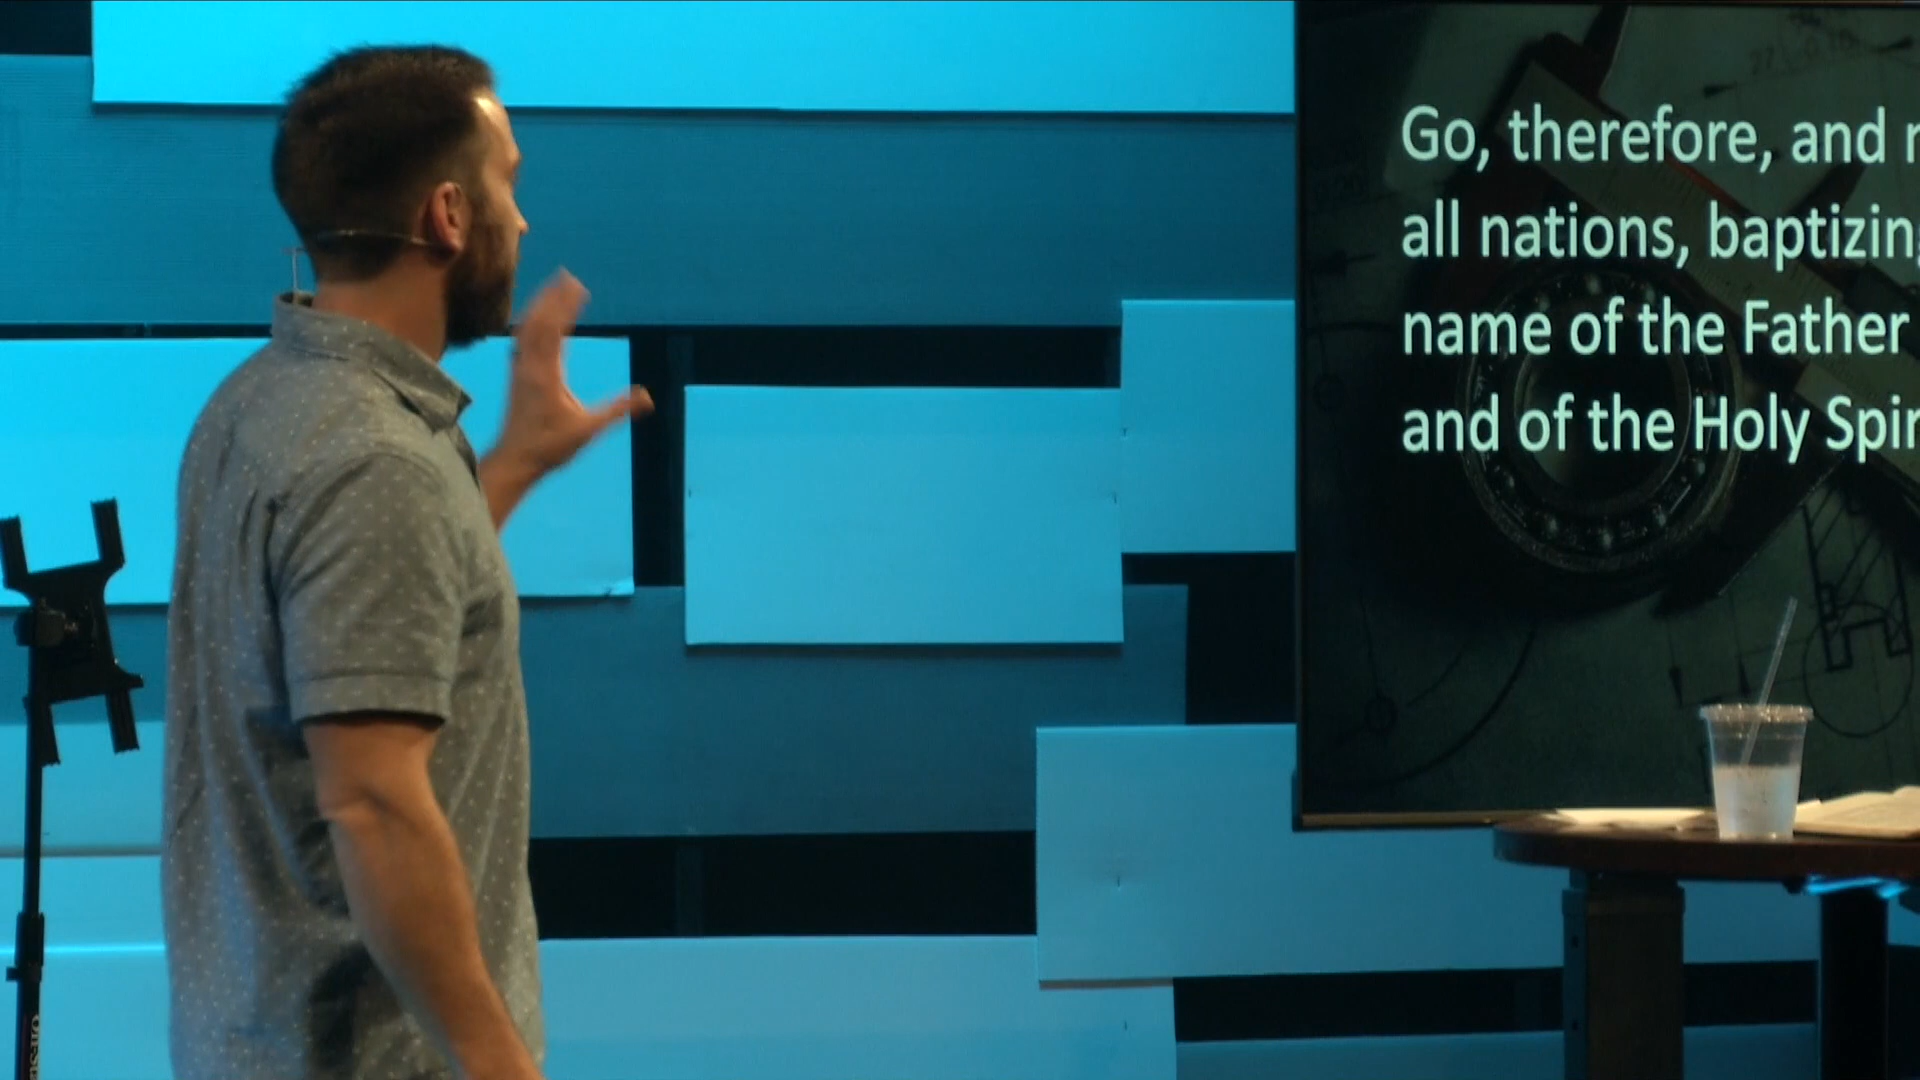 Go, therefore, and
all nations, baptizing
name of the Father
and of the Holy